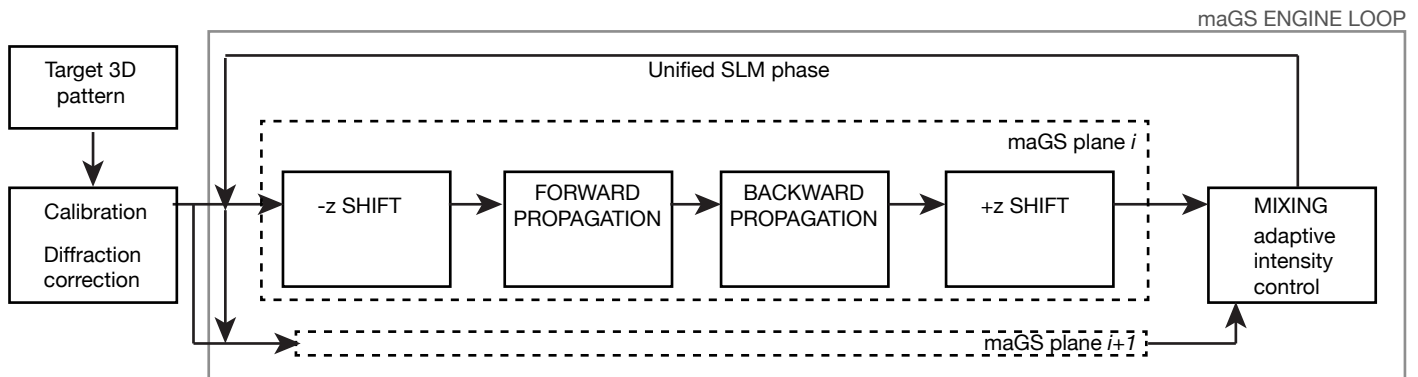 maGS ENGINE LOOP
Target 3D
pattern
Unified SLM phase
maGS plane i
Calibration
Diffraction
correction
-z SHIFT
FORWARD
PROPAGATION
BACKWARD
PROPAGATION
+z SHIFT
MIXING
adaptive
intensity
control
maGS plane i+1